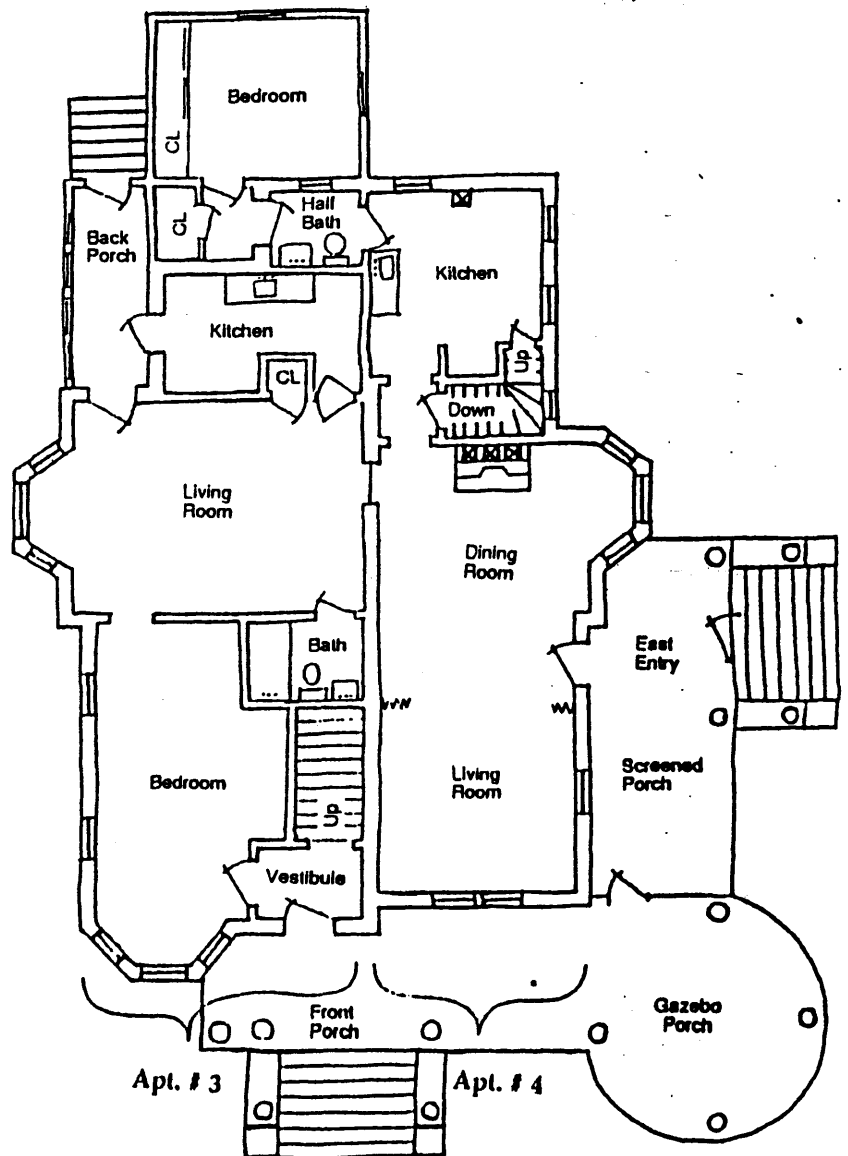 Bedroom
CL
CL
Half
Bath
Back
Porch
Kitchen
Kitchen
CL
Up
Down
Living
Room
Dining
Room
Bath
East
Entry
Bedroom
Up
Living
Room
Screened
Porch
Vestibule
Front
Porch
Gazebo
Porch
Apt. # 3
Apt. # 4